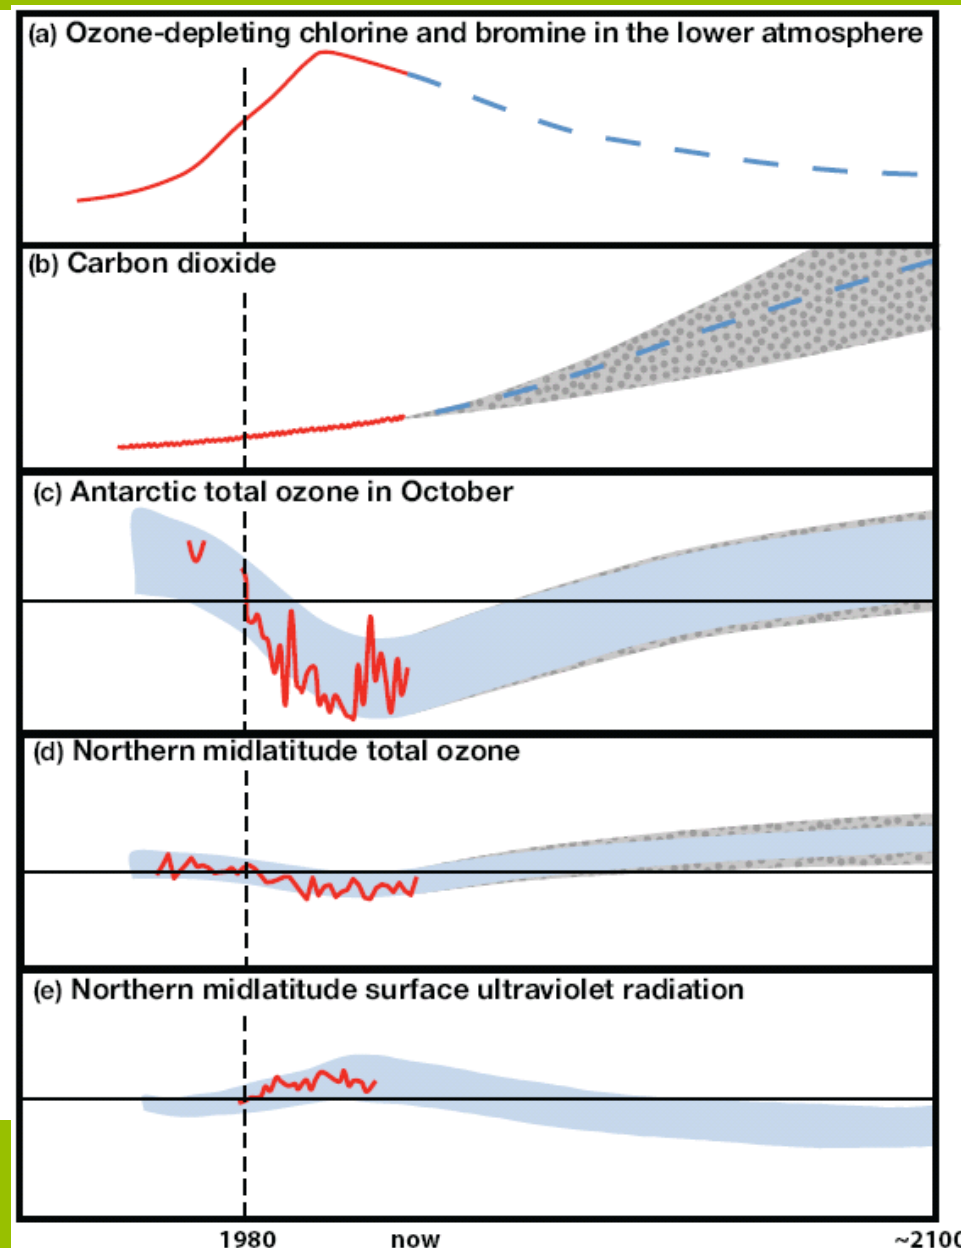 (a) Ozone-depleting chlorine and bromine in the lower atmosphere
(b) Carbon dioxide
(c) Antarctic total ozone in October
(d) Northern midlatitude total ozone
(e) Northern midlatitude surface ultraviolet radiation
1980 now ~2100